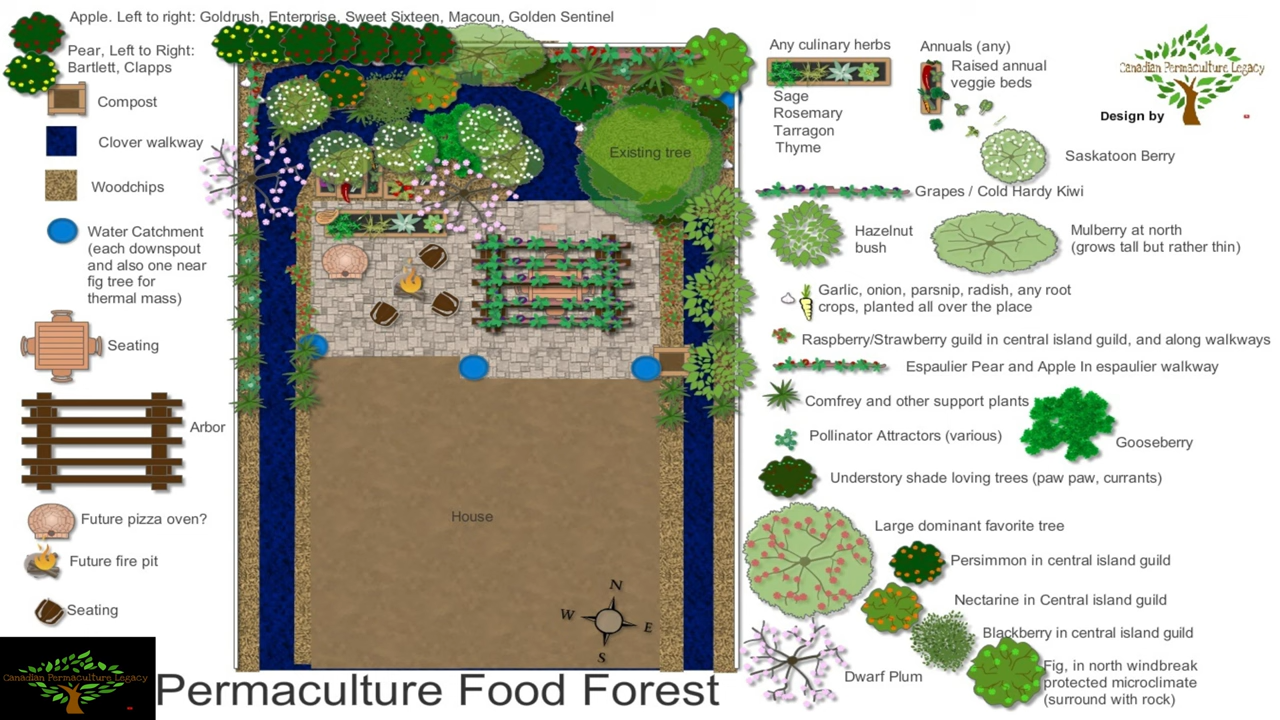 Apple. Left to right: Goldrush, Enterprise, Sweet Sixteen, Macoun, Golden Sentinel
Pear, Left to Right:
Bartlett, Clapps
Compost
Clover walkway
Woodchips
Water Catchment
(each downspout
and also one near
fig tree for
thermal mass)
Seating
Arbor
Future pizza oven?
Future fire pit
Seating
Canadian Permaculture Legacy
Permaculture Food Forest
Existing tree
House
N
W
E
S
Any culinary herbs
Sage
Rosemary
Tarragon
Thyme
Annuals (any)
Raised annual
veggie beds
Canadian Permaculture Legacy
Design by
Saskatoon Berry
Grapes / Cold Hardy Kiwi
Hazelnut
bush
Mulberry at north
(grows tall but rather thin)
Garlic, onion, parsnip, radish, any root
crops, planted all over the place
Raspberry/Strawberry guild in central island guild, and along walkways
Espaulier Pear and Apple In espaulier walkway
Comfrey and other support plants
Pollinator Attractors (various)
Gooseberry
Understory shade loving trees (paw paw, currants)
Large dominant favorite tree
Persimmon in central island guild
Nectarine in Central island guild
Blackberry in central island guild
Dwarf Plum
Fig, in north windbreak
protected microclimate
(surround with rock)